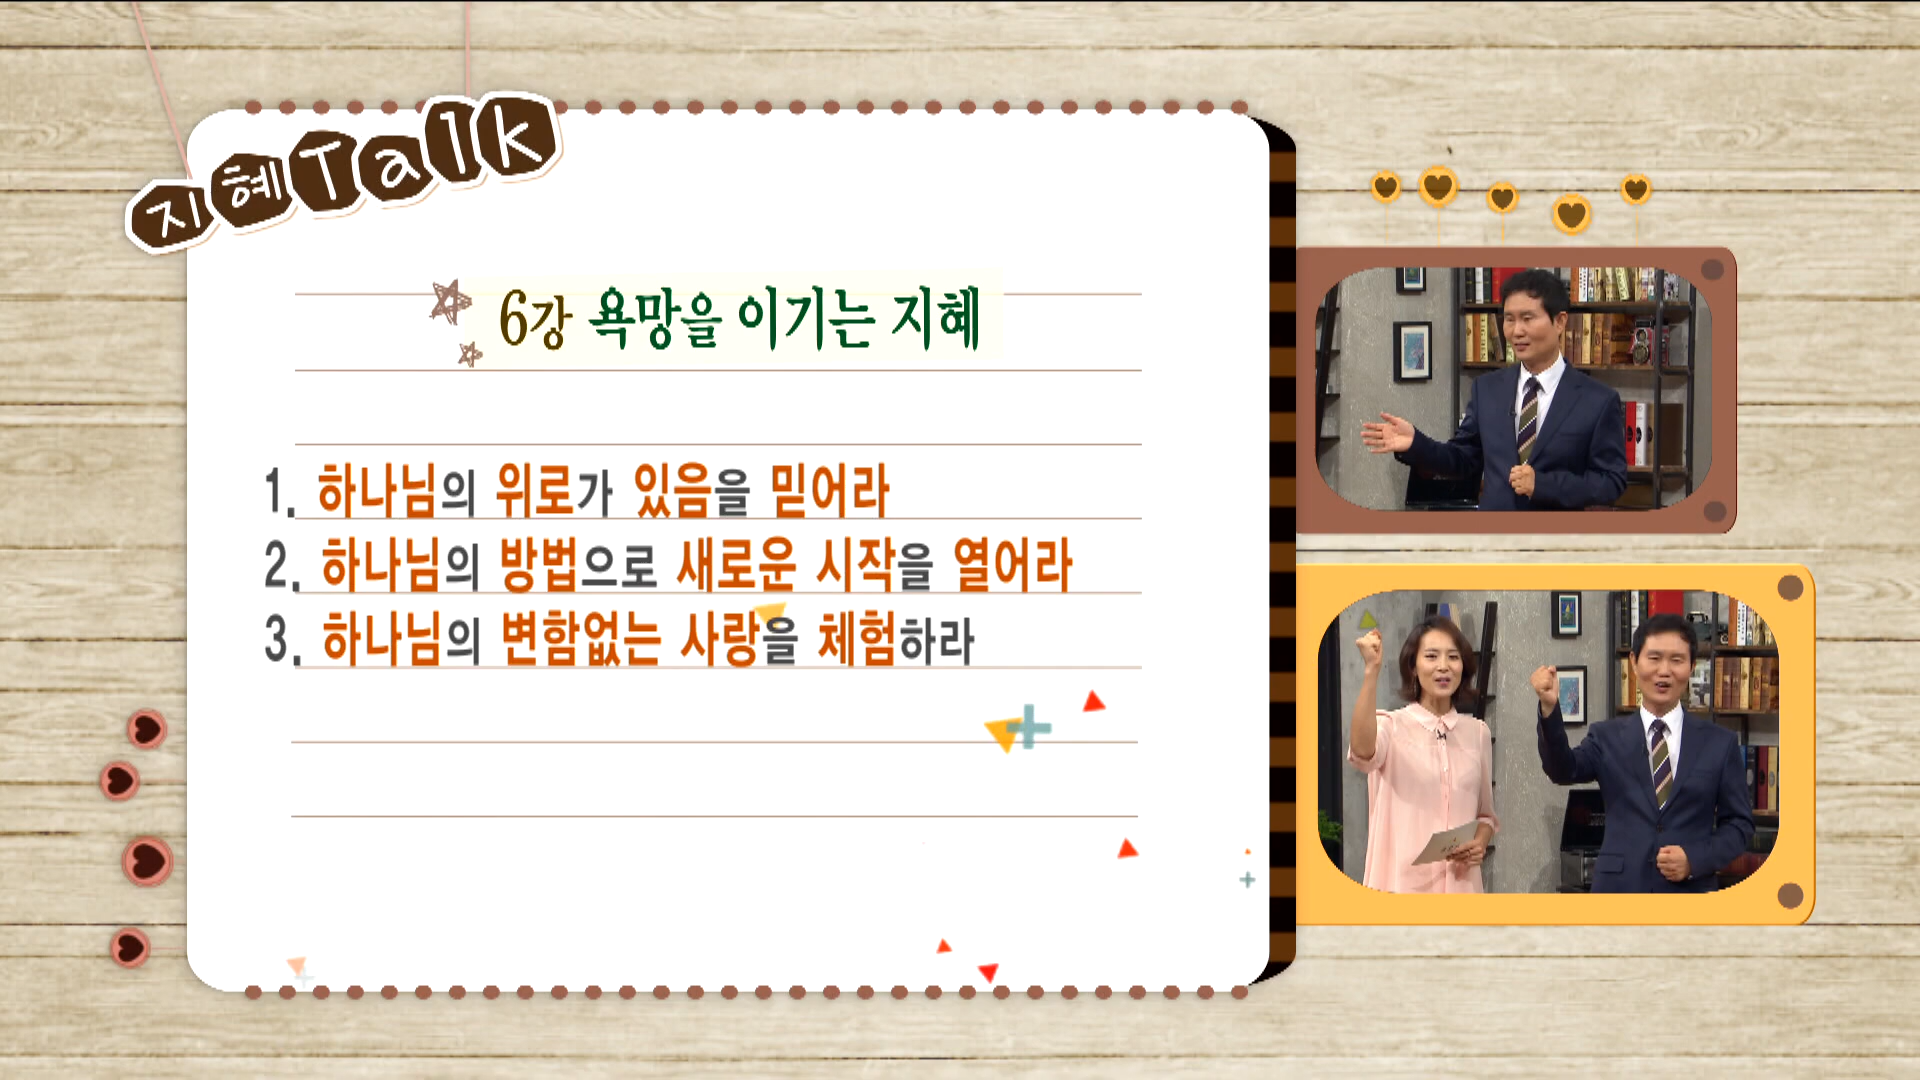 지혜Talk
6강 욕망을 이기는 지혜
1. 하나님의 위로가 있음을 믿어라
2. 하나님의 방법으로 새로운 시작을 열어라
3. 하나님의 변함없는 사랑을 체험하라